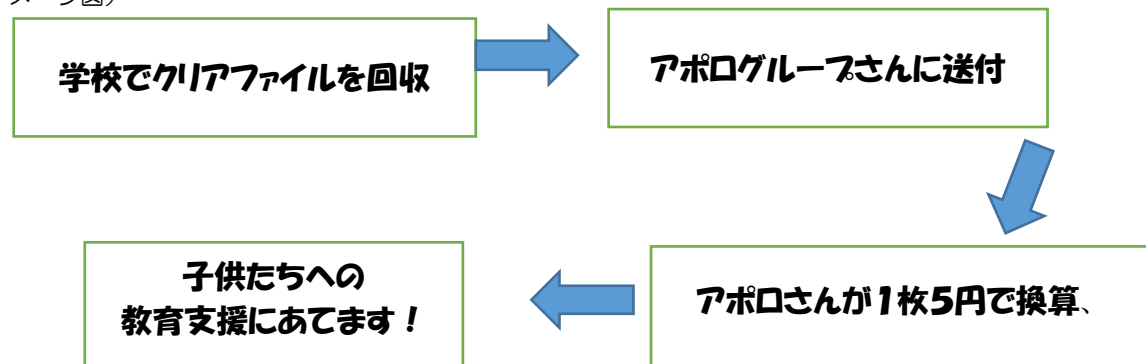 学校でクリアファイルを回収
アポログループさんに送付
アポロさんが1枚5円で換算、
子供たちへの
教育支援にあてます！